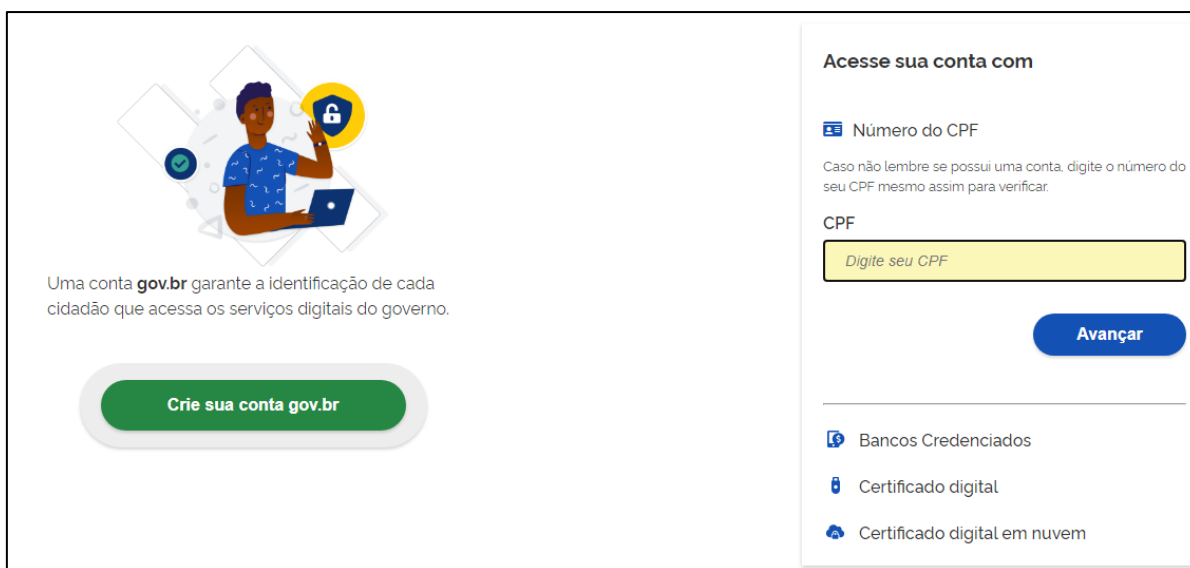 Uma conta gov.br garante a identificação de cada
cidadão que acessa os serviços digitais do governo.
Crie sua conta gov.br
Acesse sua conta com
Número do CPF
Caso não lembre se possui uma conta, digite o número do
seu CPF mesmo assim para verificar.
CPF
Digite seu CPF
Avançar
Bancos Credenciados
Certificado digital
Certificado digital em nuvem